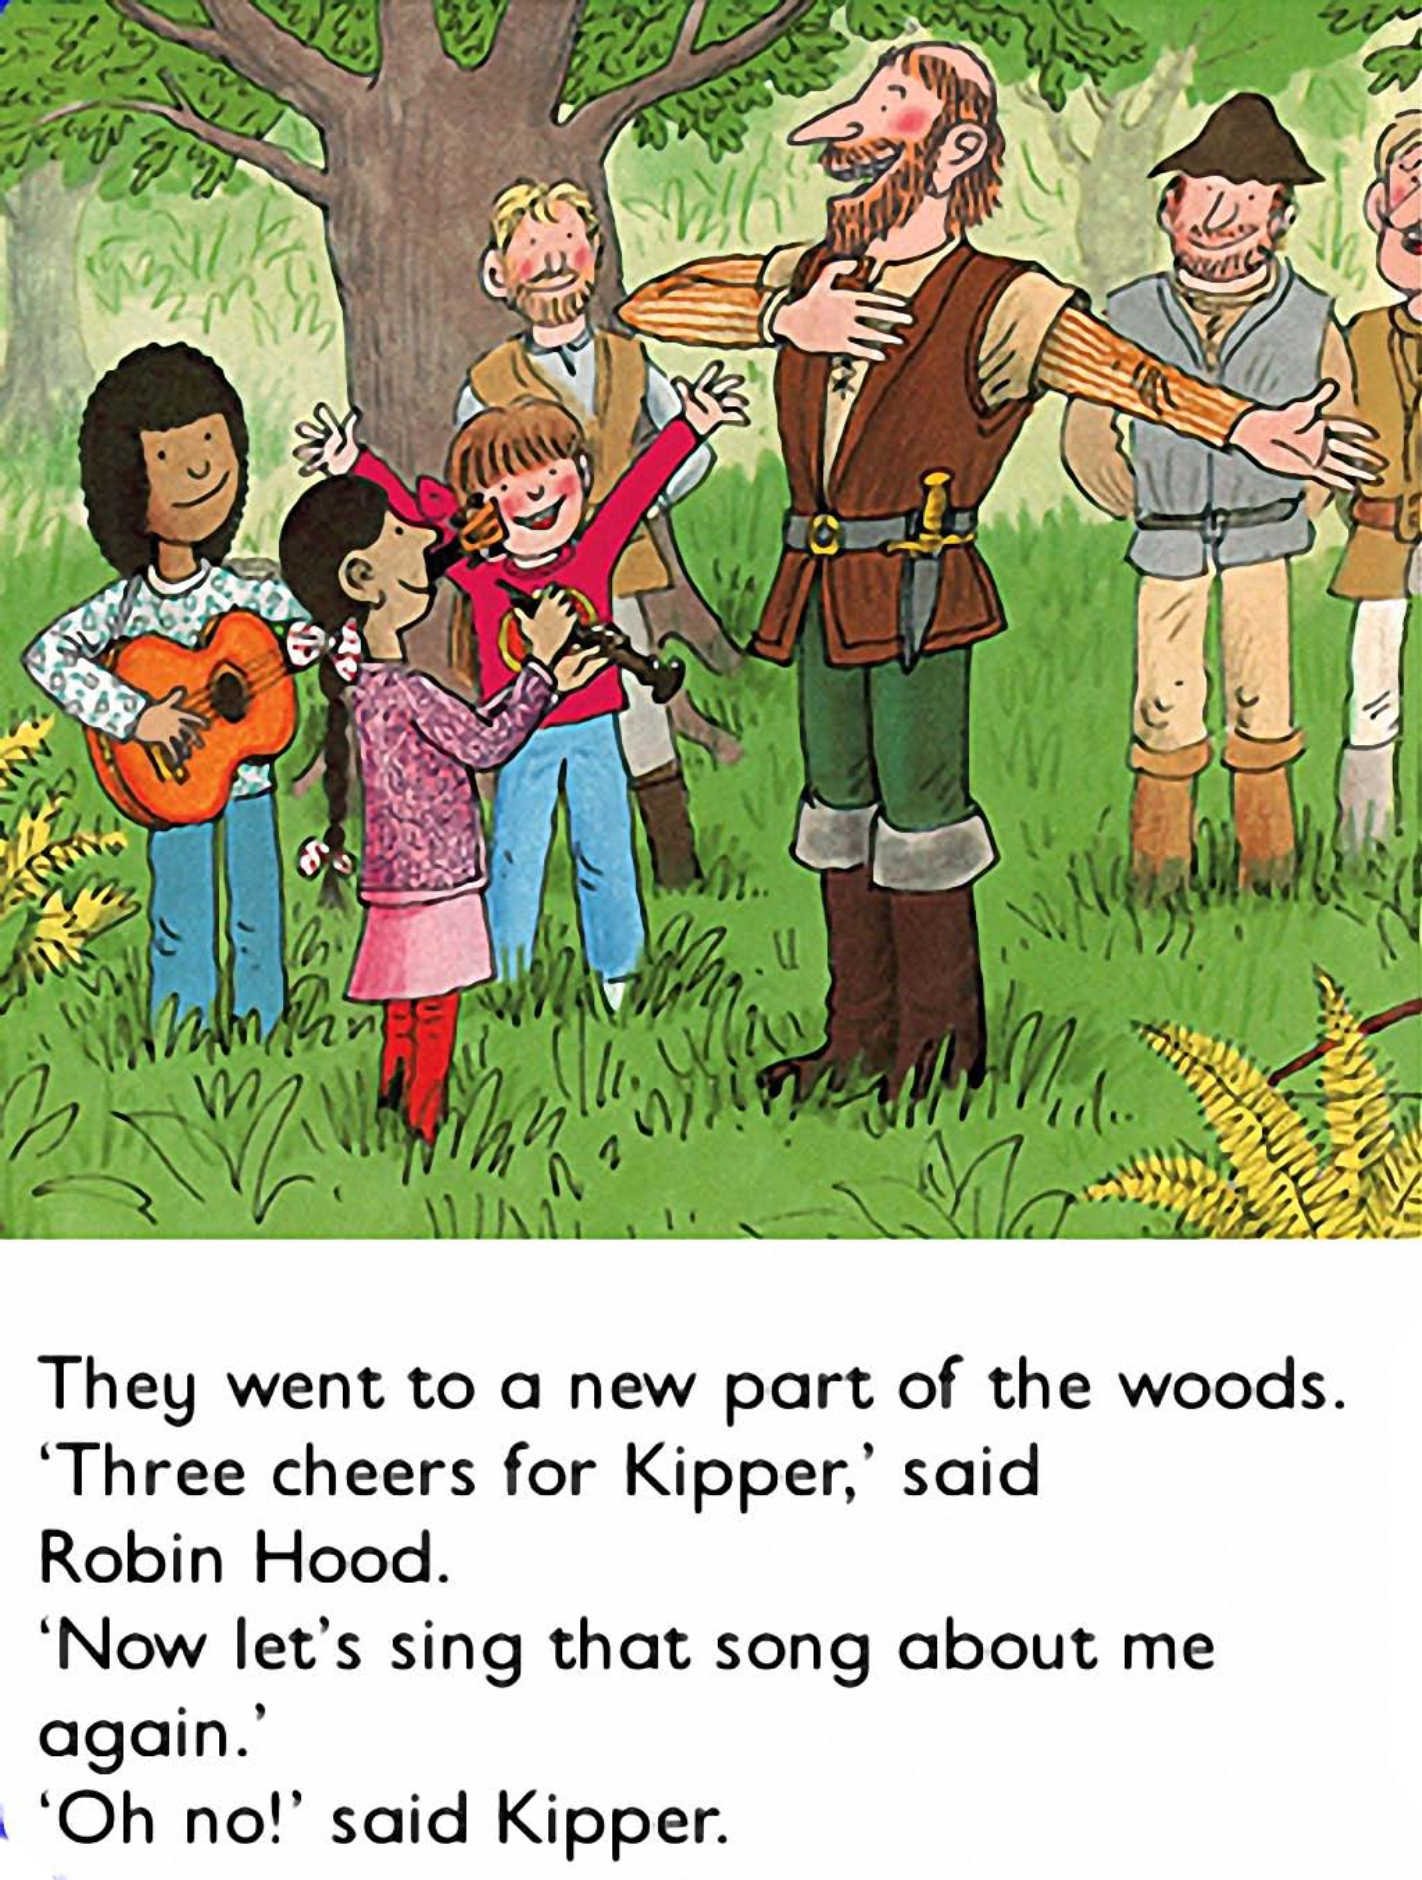 They went to a new part of the woods.
‘Three cheers for Kipper,’ said
Robin Hood.
‘Now let’s sing that song about me
again.’
‘Oh no!’ said Kipper.